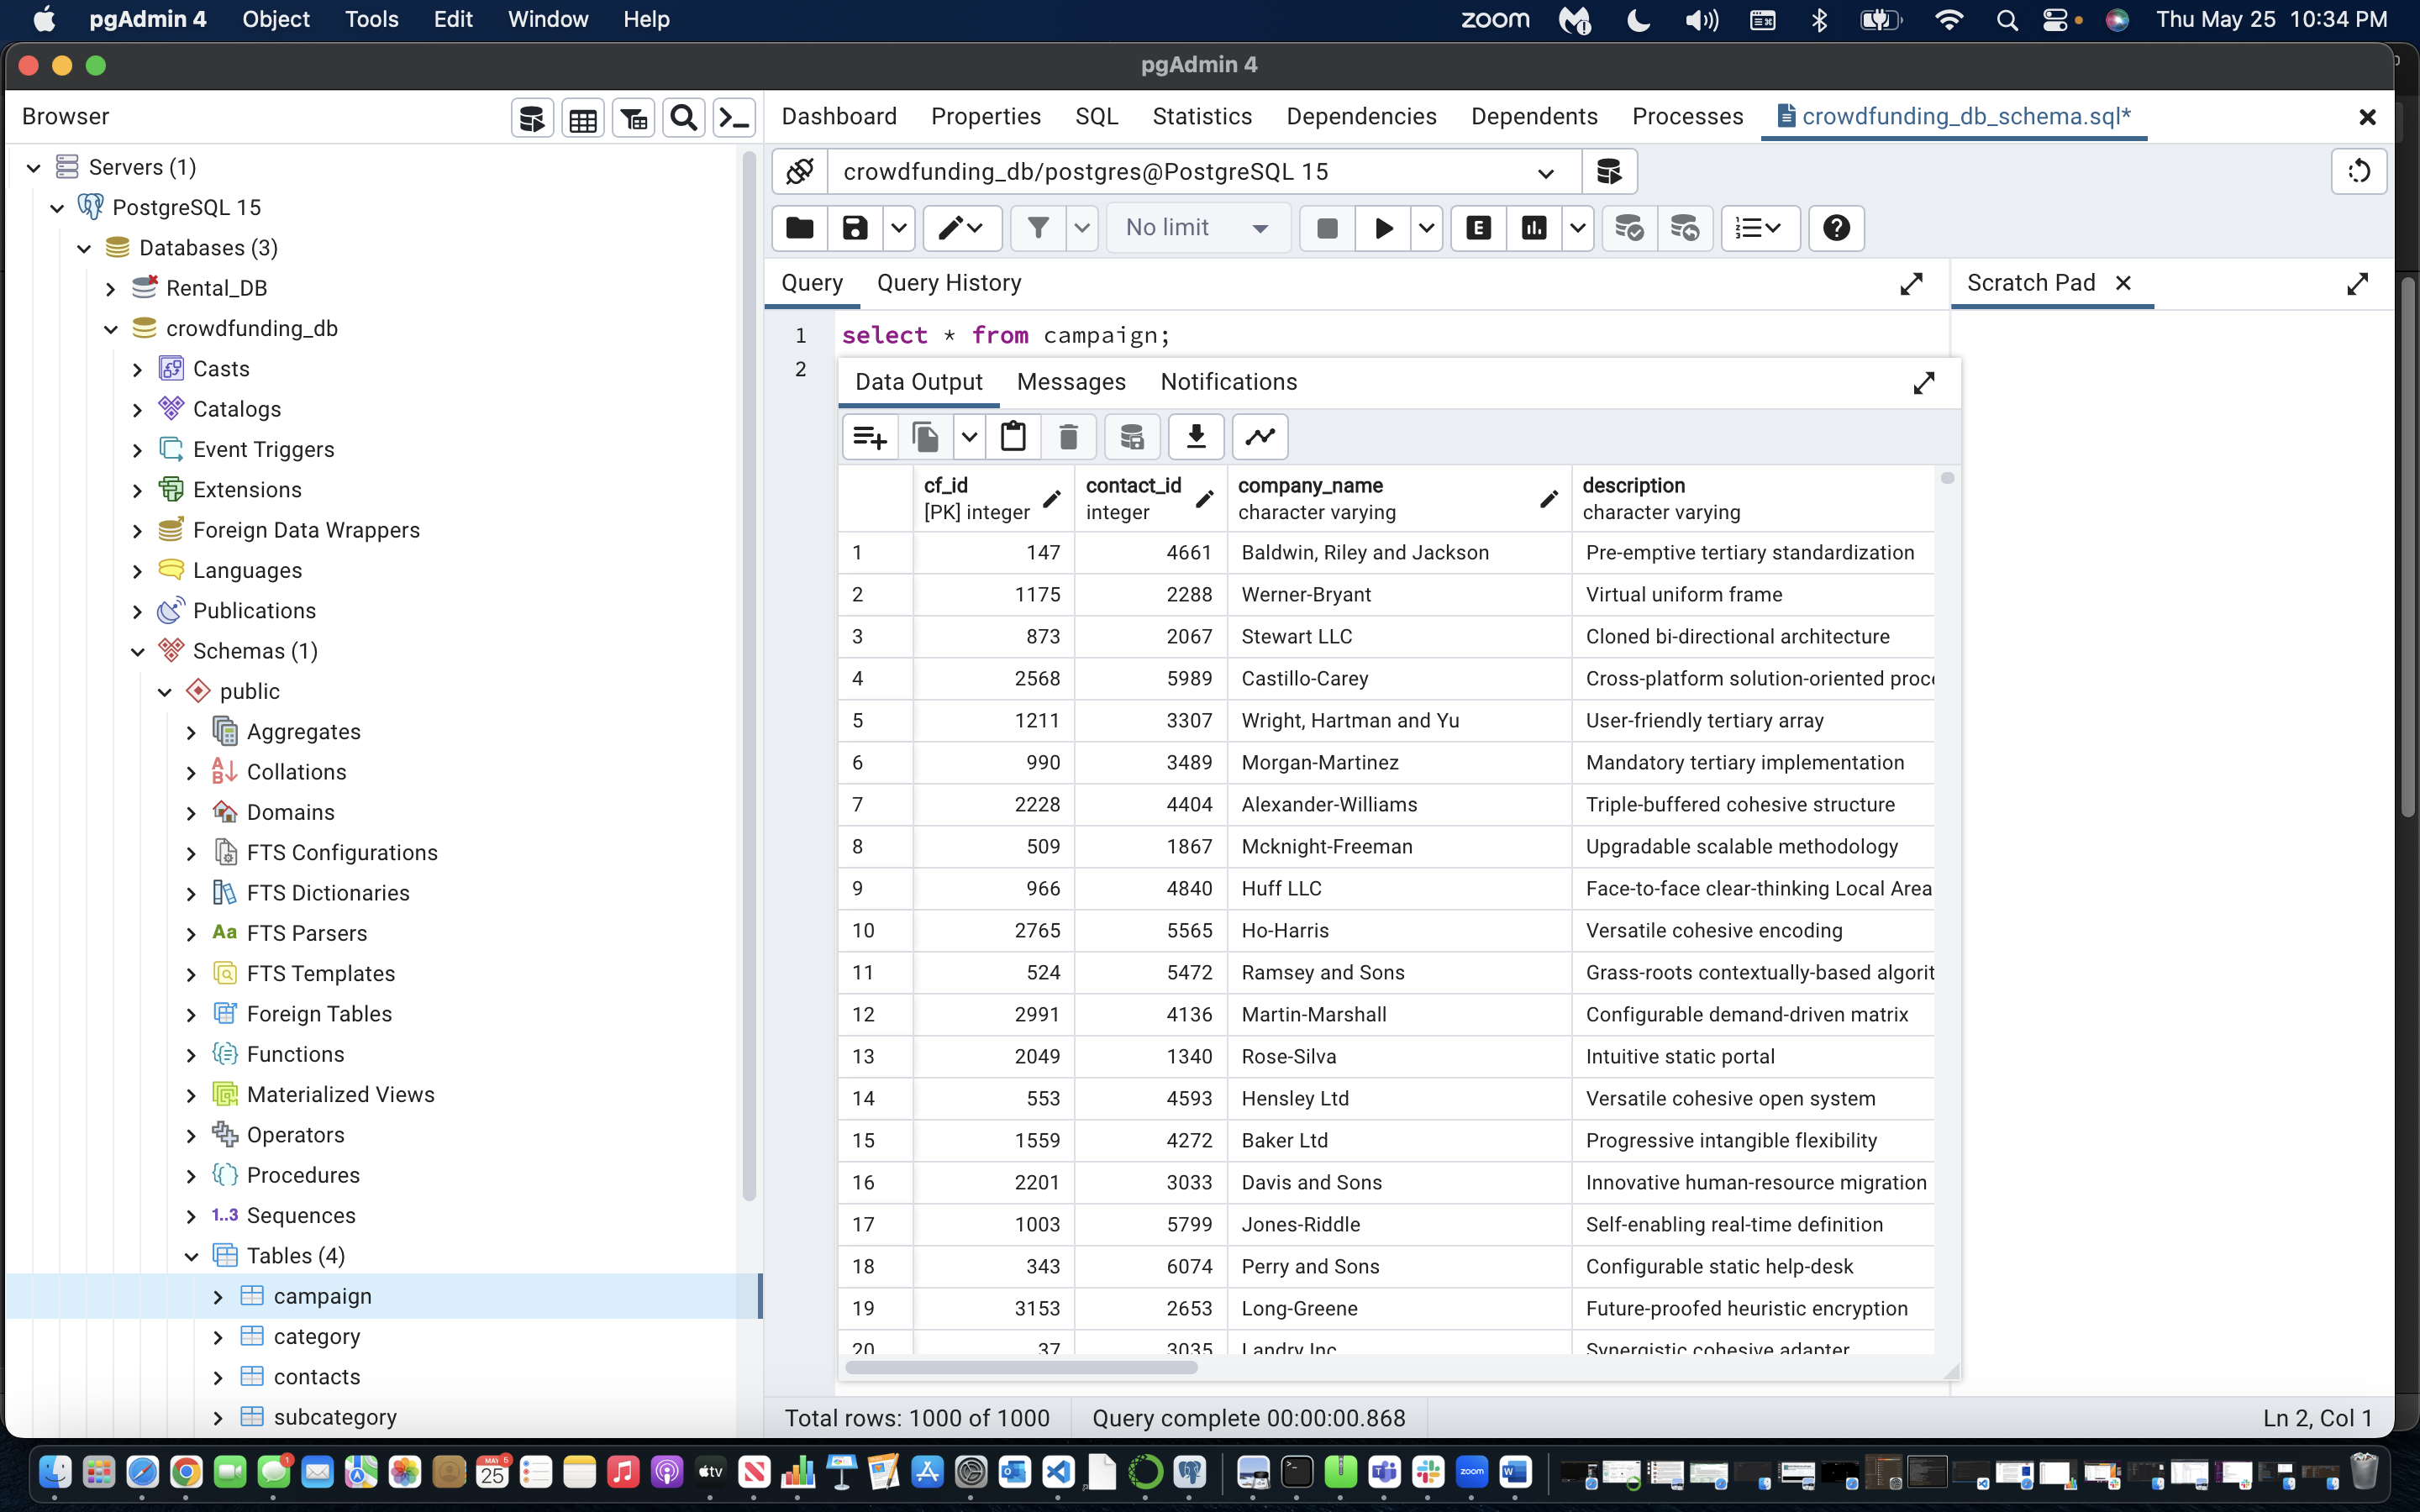 pgAdmin 4 Object Tools Edit Window Help zoom Thu May 25 10:34 PM
pgAdmin 4
Browser
Dashboard Properties SQL Statistics Dependencies Dependents Processes crowdfunding_db_schema.sql*
Servers (1)
PostgreSQL 15
Databases (3)
Rental_DB
crowdfunding_db
Casts
Catalogs
Event Triggers
Extensions
Foreign Data Wrappers
Languages
Publications
Schemas (1)
public
Aggregates
Collations
Domains
FTS Configurations
FTS Dictionaries
Aa FTS Parsers
FTS Templates
Foreign Tables
Functions
Materialized Views
Operators
Procedures
1..3 Sequences
Tables (4)
campaign
category
contacts
subcategory
crowdfunding_db/postgres@PostgreSQL 15
No limit E
Query Query History
Scratch Pad
1 select * from campaign;
2
Data Output Messages Notifications
cf_id contact_id company_name description
[PK] integer integer character varying character varying
1 147 4661 Baldwin, Riley and Jackson Pre-emptive tertiary standardization
2 1175 2288 Werner-Bryant Virtual uniform frame
3 873 2067 Stewart LLC Cloned bi-directional architecture
4 2568 5989 Castillo-Carey Cross-platform solution-oriented proc
5 1211 3307 Wright, Hartman and Yu User-friendly tertiary array
6 990 3489 Morgan-Martinez Mandatory tertiary implementation
7 2228 4404 Alexander-Williams Triple-buffered cohesive structure
8 509 1867 Mcknight-Freeman Upgradable scalable methodology
9 966 4840 Huff LLC Face-to-face clear-thinking Local Area
10 2765 5565 Ho-Harris Versatile cohesive encoding
11 524 5472 Ramsey and Sons Grass-roots contextually-based algorit
12 2991 4136 Martin-Marshall Configurable demand-driven matrix
13 2049 1340 Rose-Silva Intuitive static portal
14 553 4593 Hensley Ltd Versatile cohesive open system
15 1559 4272 Baker Ltd Progressive intangible flexibility
16 2201 3033 Davis and Sons Innovative human-resource migration
17 1003 5799 Jones-Riddle Self-enabling real-time definition
18 343 6074 Perry and Sons Configurable static help-desk
19 3153 2653 Long-Greene Future-proofed heuristic encryption
20 37 3035 Landry Inc Synergistic cohesive adapter
Total rows: 1000 of 1000 Query complete 00:00:00.868 Ln 2, Col 1
1 MAY 25 5 tv zoom